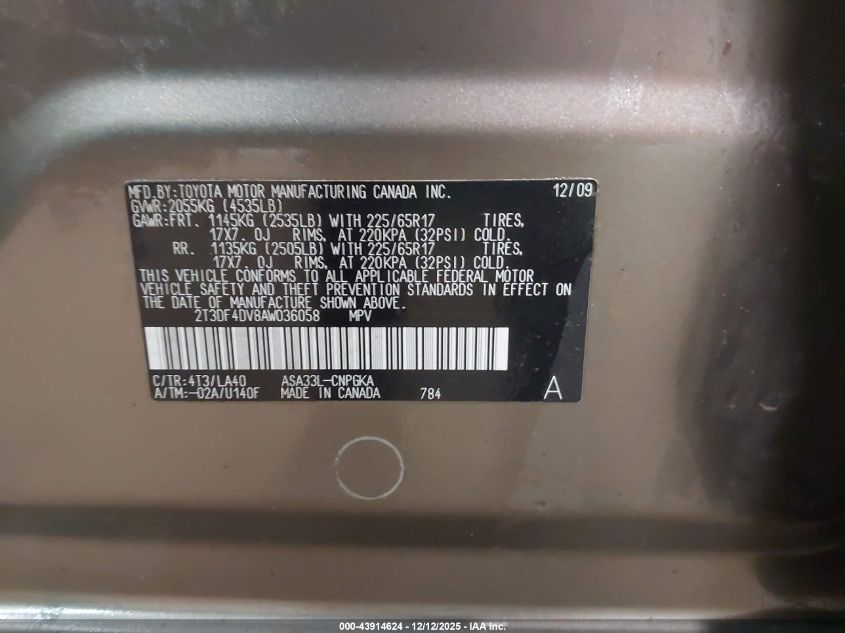 MFD.BY:TOYOTA MOTOR MANUFACTURING CANADA INC. 12/09
GVWR:2055KG (4535LB)
GAWR:FRT. 1145KG (2535LB) WITH 225/65R17 TIRES,
17X7.0J RIMS, AT 220KPA (32PSI) COLD.
RR. 1135KG (2505LB) WITH 225/65R17 TIRES,
17X7.0J RIMS, AT 220KPA (32PSI) COLD.
THIS VEHICLE CONFORMS TO ALL APPLICABLE FEDERAL MOTOR
VEHICLE SAFETY AND THEFT PREVENTION STANDARDS IN EFFECT ON
THE DATE OF MANUFACTURE SHOWN ABOVE.
2T3DF4DV8AW036058 MPV
C/TR:4T3/LA40 ASA33L-CNPGKA
A/TM:-02A/U140F MADE IN CANADA 784 A
000-43914624 - 12/12/2025 - IAA Inc.